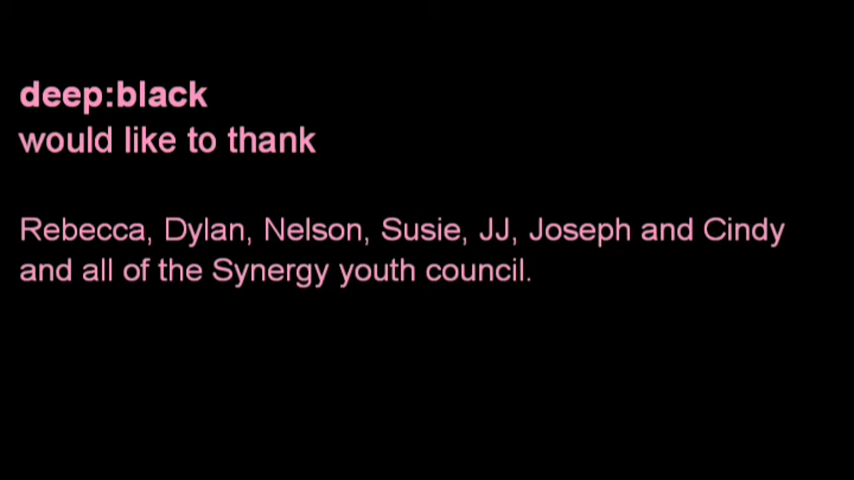 deep:black
would like to thank
Rebecca, Dylan, Nelson, Susie, JJ, Joseph and Cindy
and all of the Synergy youth council.